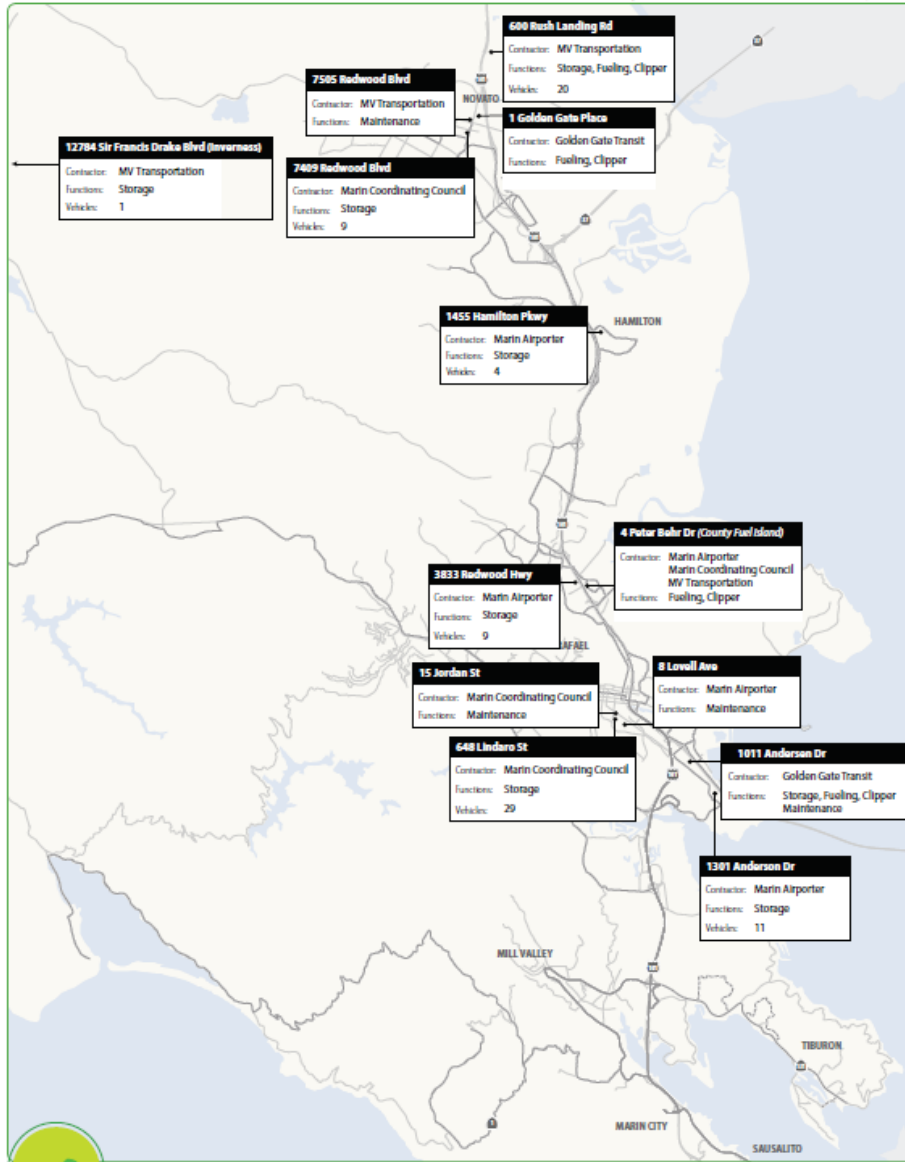 600 Rush Landing Rd
Contractor: MV Transportation
Functions: Storage, Fueling, Clipper
Vehicles: 20
7505 Redwood Blvd
Contractor: MV Transportation
Functions: Maintenance
NOVATO
1 Golden Gate Place
Contractor: Golden Gate Transit
Functions: Fueling, Clipper
12784 Sir Francis Drake Blvd (Inverness)
Contractor: MV Transportation
Functions: Storage
Vehicles: 1
7409 Redwood Blvd
Contractor: Marin Coordinating Council
Functions: Storage
Vehicles: 9
1455 Hamilton Pkwy
Contractor: Marin Airporter
Functions: Storage
Vehicles: 4
HAMILTON
4 Peter Behr Dr (County Fuel Island)
Contractor: Marin Airporter
Marin Coordinating Council
MV Transportation
Functions: Fueling, Clipper
3833 Redwood Hwy
Contractor: Marin Airporter
Functions: Storage
Vehicles: 9
AFAEL
15 Jordan St
Contractor: Marin Coordinating Council
Functions: Maintenance
8 Lovell Ave
Contractor: Marin Airporter
Functions: Maintenance
648 Lindaro St
Contractor: Marin Coordinating Council
Functions: Storage
Vehicles: 29
1011 Andersen Dr
Contractor: Golden Gate Transit
Functions: Storage, Fueling, Clipper
Maintenance
1301 Anderson Dr
Contractor: Marin Airporter
Functions: Storage
Vehicles: 11
MILL VALLEY
TIBURON
MARIN CITY
SAUSALITO